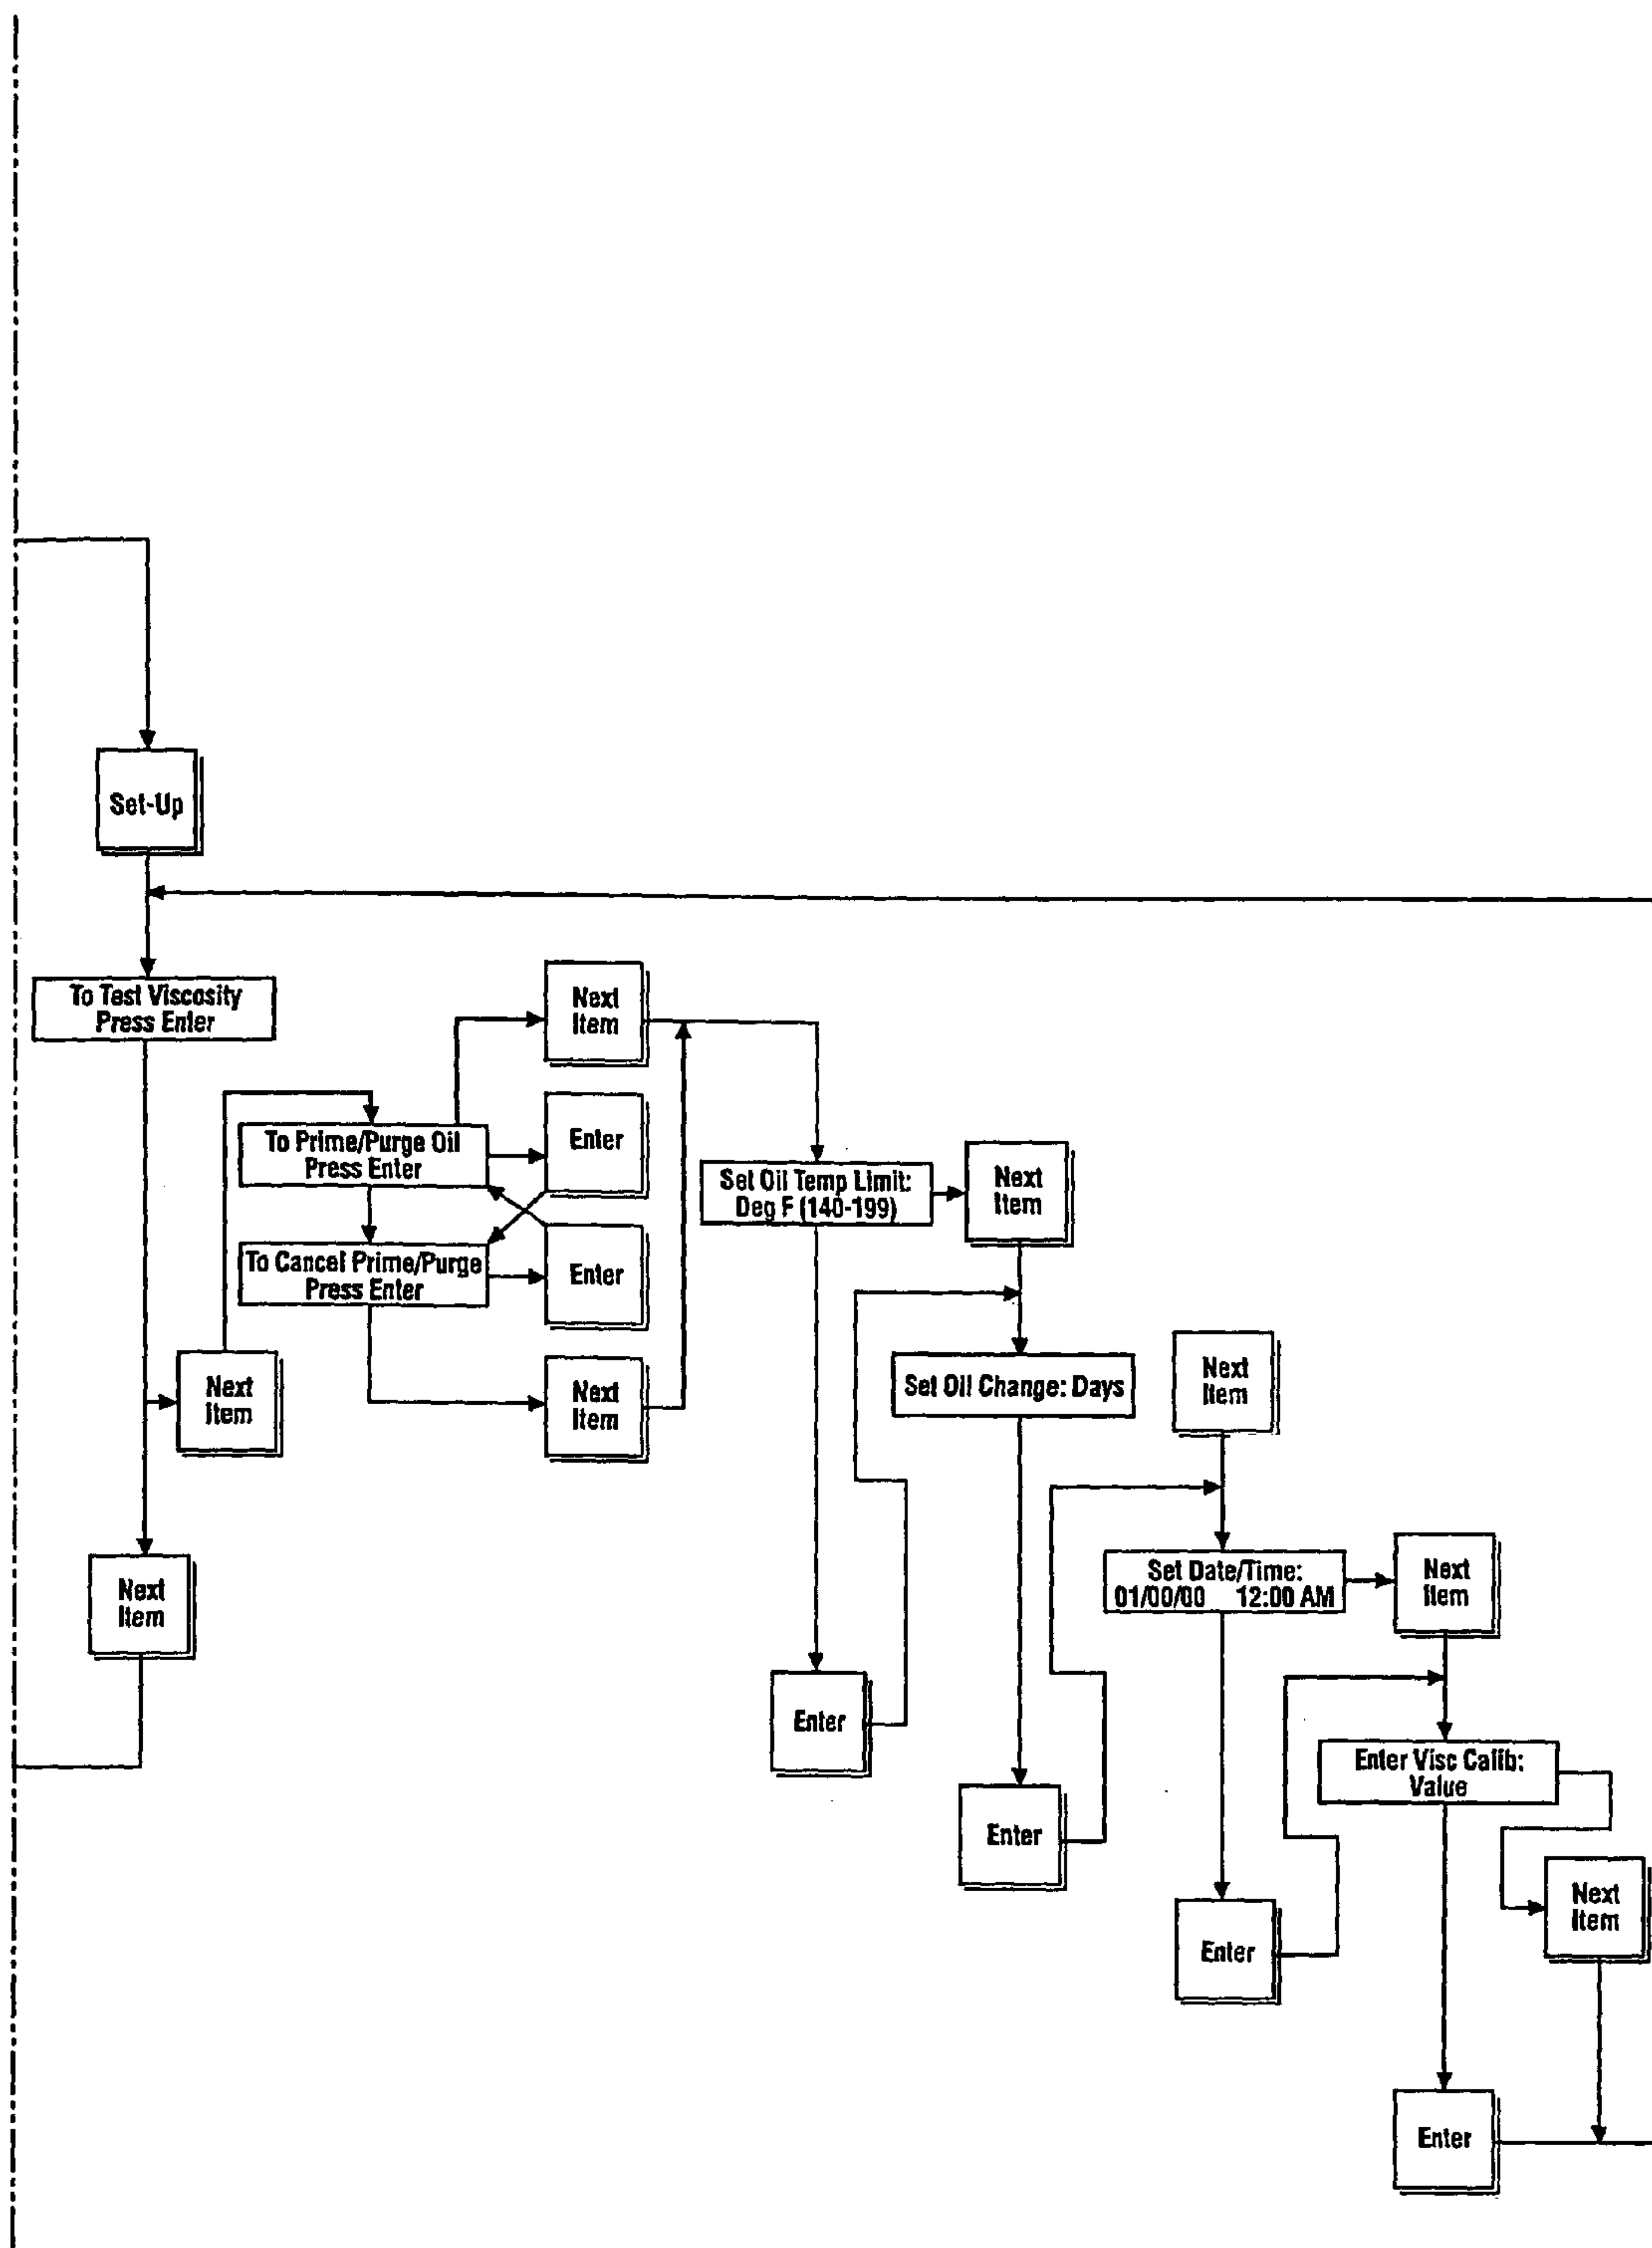 Set-Up
To Test Viscosity
Press Enter
Next
Item
To Prime/Purge Oil
Press Enter
Enter
To Cancel Prime/Purge
Press Enter
Enter
Next
Item
Next
Item
Next
Item
Set Oil Temp Limit:
Deg F (140-199)
Next
Item
Set Oil Change: Days
Next
Item
Set Date/Time:
01/00/00 12:00 AM
Next
Item
Enter
Enter Visc Calib:
Value
Enter
Next
Item
Enter
Enter